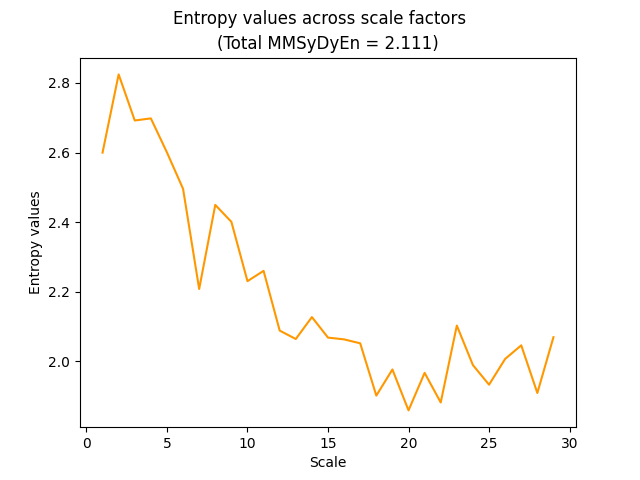 Entropy values across scale factors
(Total MMSyDyEn = 2.111)
2.8
2.6
2.4
2.2
2.0
Entropy values
0 5 10 15 20 25 30
Scale